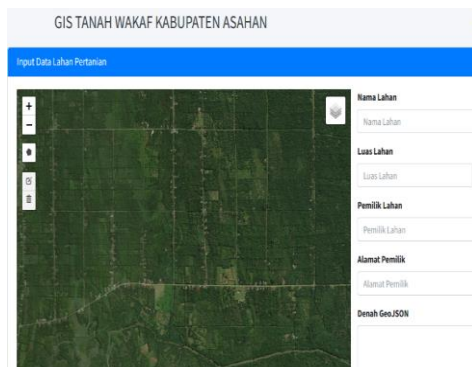 GIS TANAH WAKAF KABUPATEN ASAHAN
Input Data Lahan Pertanian
+
-
Nama Lahan
Nama Lahan
Luas Lahan
Luas Lahan
Pemilik Lahan
Pemilik Lahan
Alamat Pemilik
Alamat Pemilik
Denah GeoJSON